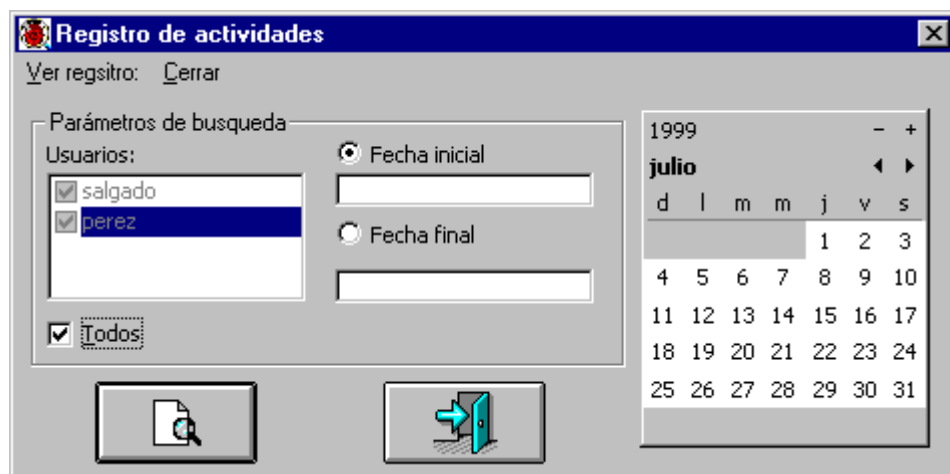 Registro de actividades
Ver regsitro: Cerrar
Parámetros de busqueda
Usuarios:
salgado
perez
Todos
Fecha inicial
Fecha final
1999 - +
julio
d l m m j v s
1 2 3
4 5 6 7 8 9 10
11 12 13 14 15 16 17
18 19 20 21 22 23 24
25 26 27 28 29 30 31